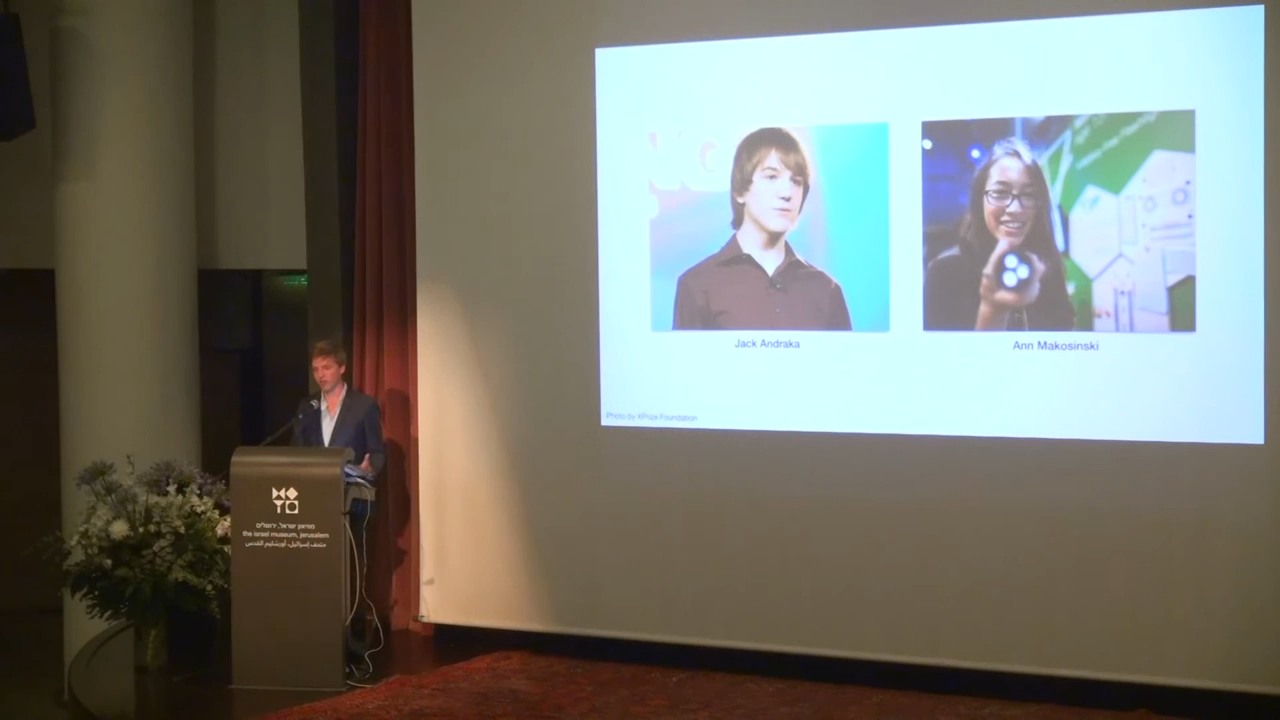 Jack Andraka
Ann Makosinski
Photo by XPrize Foundation
מוזיאון ישראל, ירושלים
the israel museum, jerusalem
متحف إسرائيل، أورشليم القدس